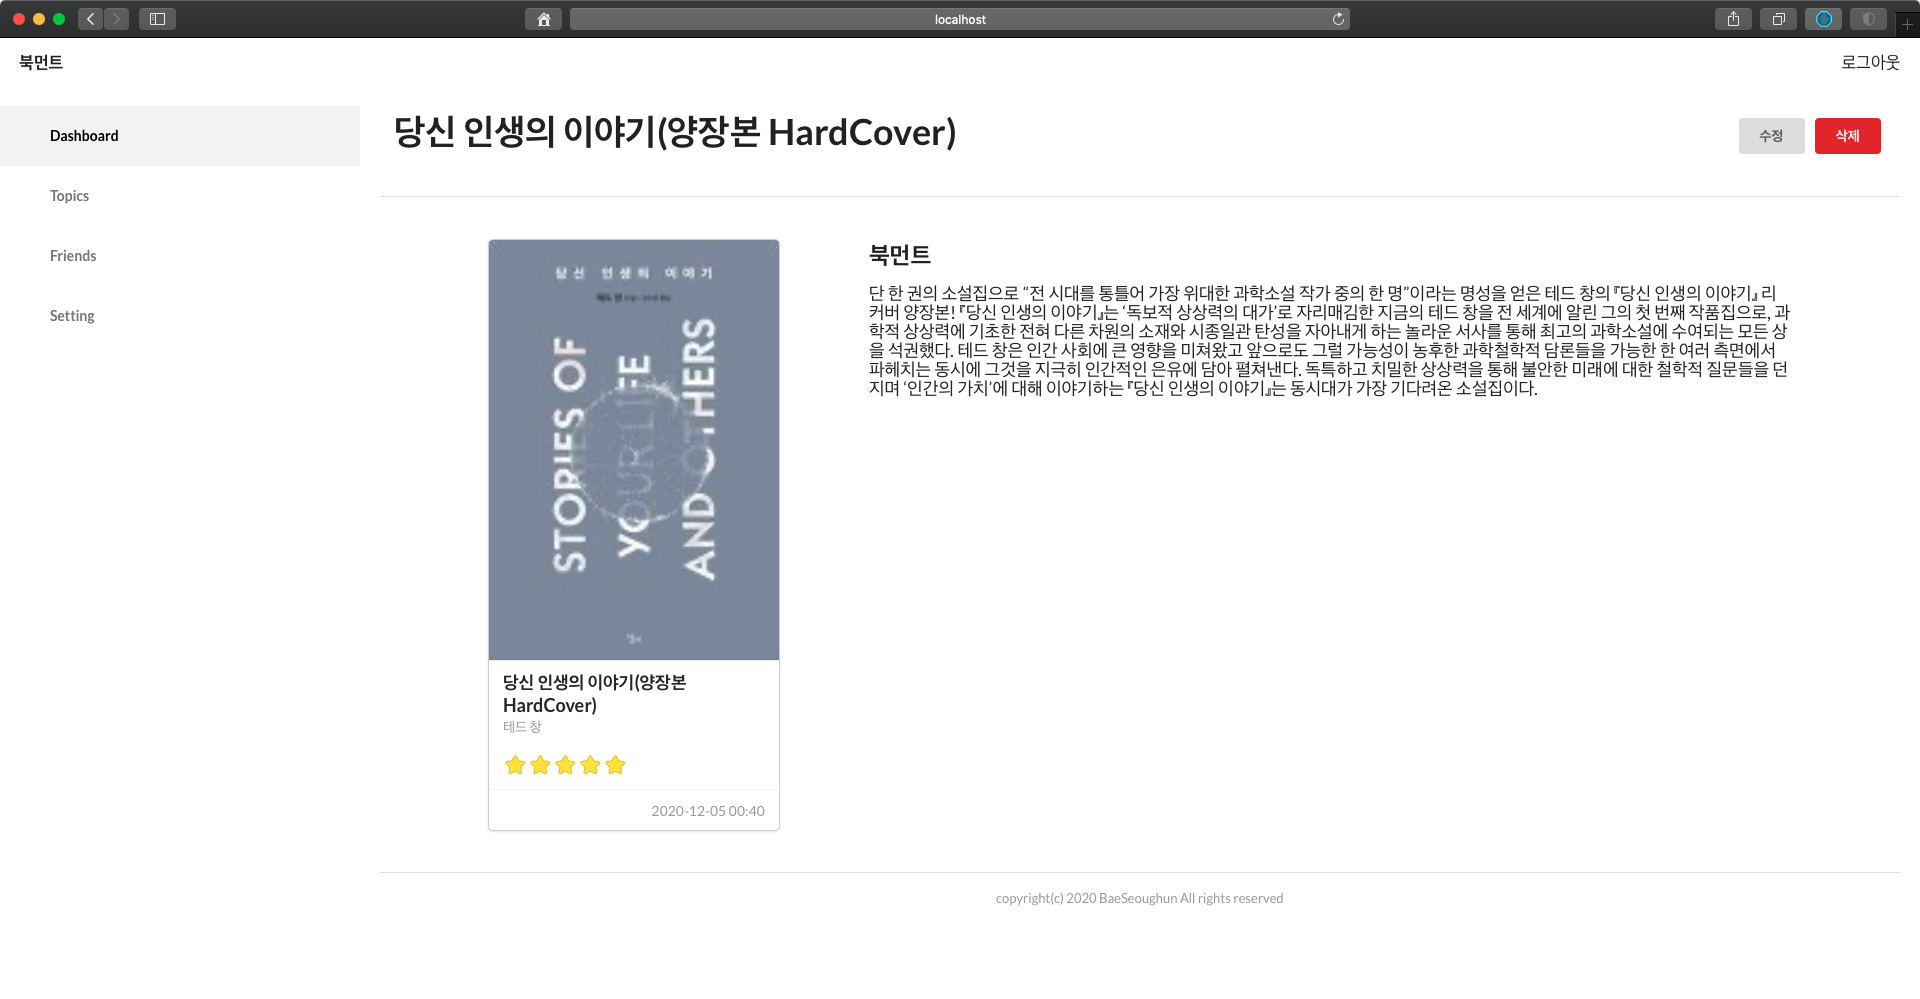 localhost
북먼트
로그아웃
Dashboard
Topics
Friends
Setting
당신 인생의 이야기(양장본 HardCover)
수정
삭제
당신 인생의 이야기
STORIES OF
YOUR LIFE
AND OTHERS
당신 인생의 이야기(양장본
HardCover)
테드 창
2020-12-05 00:40
북먼트
단 한 권의 소설집으로 “전 시대를 통틀어 가장 위대한 과학소설 작가 중의 한 명”이라는 명성을 얻은 테드 창의 『당신 인생의 이야기』 리
커버 양장본! 『당신 인생의 이야기』는 ‘독보적 상상력의 대가’로 자리매김한 지금의 테드 창을 전 세계에 알린 그의 첫 번째 작품집으로, 과
학적 상상력에 기초한 전혀 다른 차원의 소재와 시종일관 탄성을 자아내게 하는 놀라운 서사를 통해 최고의 과학소설에 수여되는 모든 상
을 석권했다. 테드 창은 인간 사회에 큰 영향을 미쳐왔고 앞으로도 그럴 가능성이 농후한 과학철학적 담론들을 가능한 한 여러 측면에서
파헤치는 동시에 그것을 지극히 인간적인 은유에 담아 펼쳐낸다. 독특하고 치밀한 상상력을 통해 불안한 미래에 대한 철학적 질문들을 던
지며 ‘인간의 가치’에 대해 이야기하는 『당신 인생의 이야기』는 동시대가 가장 기다려온 소설집이다.
copyright(c) 2020 BaeSeoughun All rights reserved